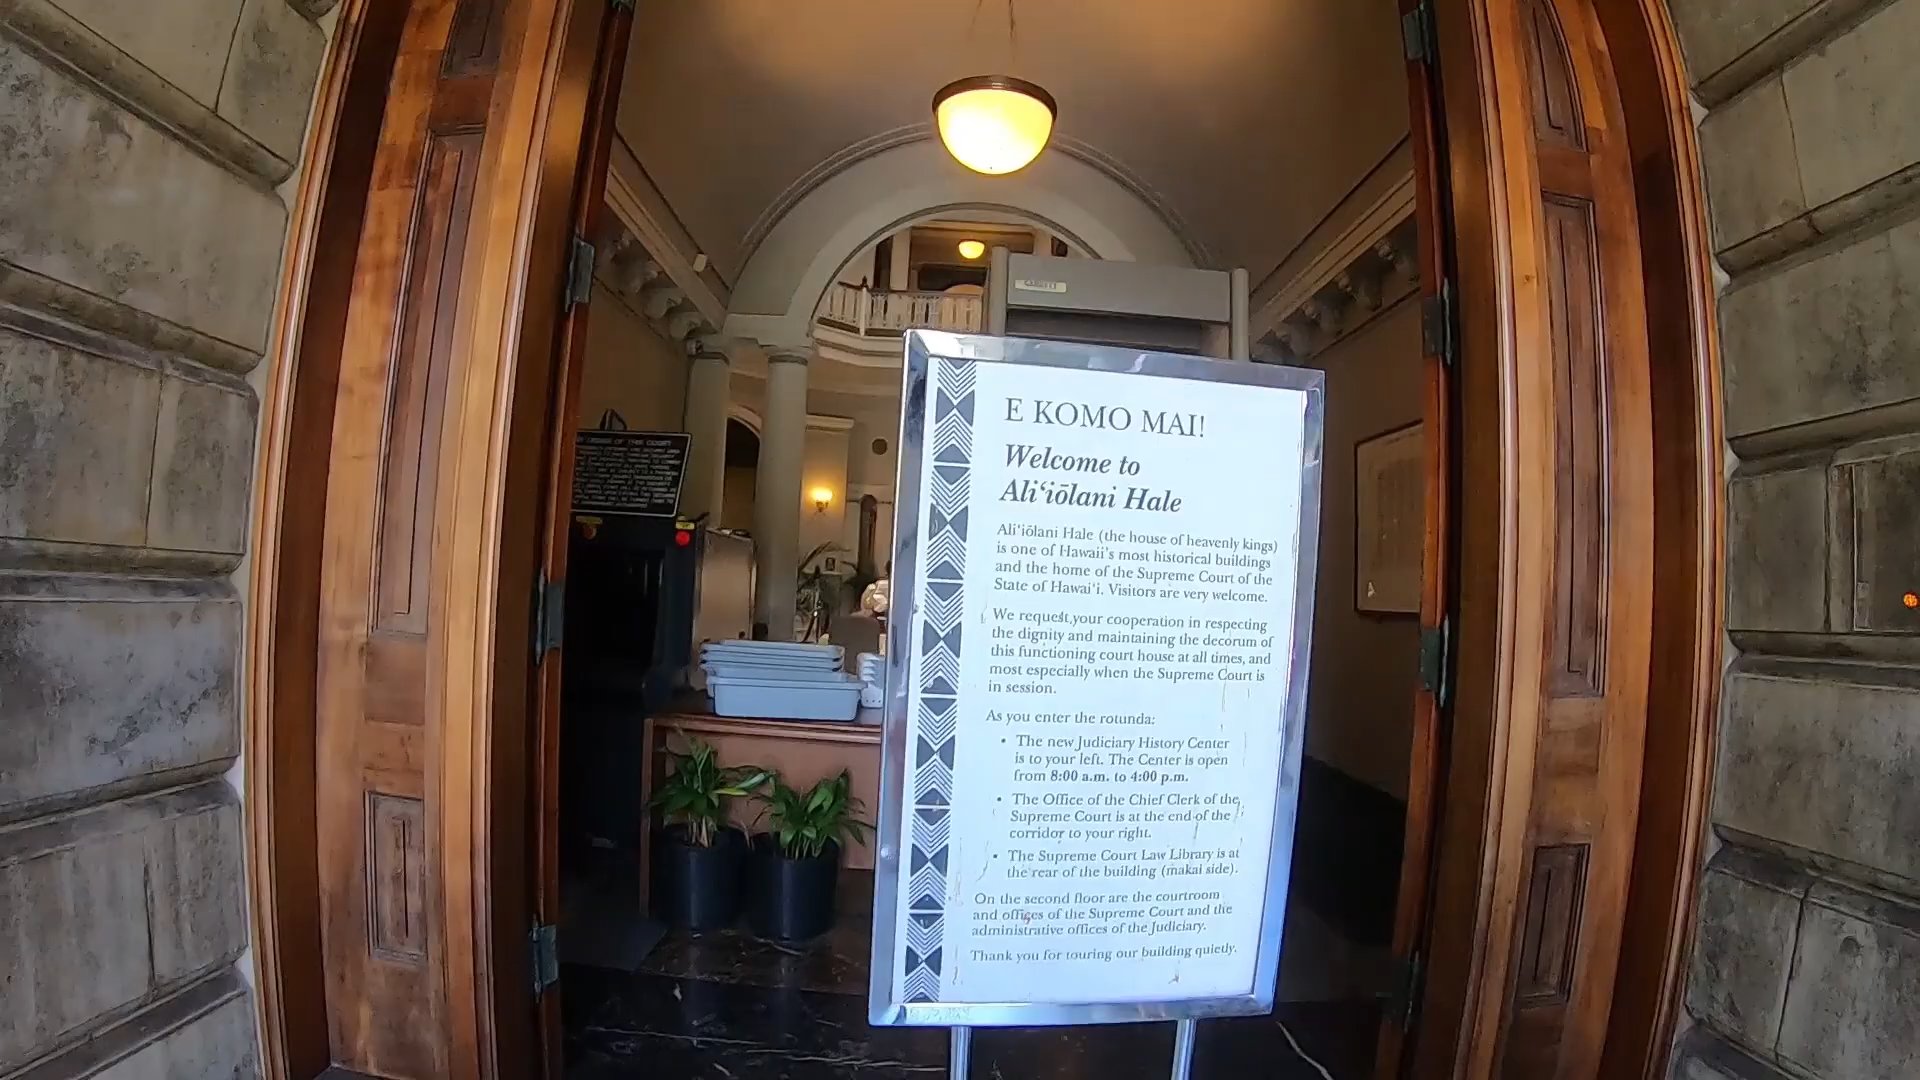 GARRETT
BY ORDER OF THIS COURT
E KOMO MAI!
Welcome to
Ali‘iōlani Hale
Ali‘iōlani Hale (the house of heavenly kings)
is one of Hawaii's most historical buildings
and the home of the Supreme Court of the
State of Hawai‘i. Visitors are very welcome.
We request your cooperation in respecting
the dignity and maintaining the decorum of
this functioning court house at all times, and
most especially when the Supreme Court is
in session.
As you enter the rotunda:
• The new Judiciary History Center
is to your left. The Center is open
from 8:00 a.m. to 4:00 p.m.
• The Office of the Chief Clerk of the
Supreme Court is at the end of the
corridor to your right.
• The Supreme Court Law Library is at
the rear of the building (makai side).
On the second floor are the courtroom
and offices of the Supreme Court and the
administrative offices of the Judiciary.
Thank you for touring our building quietly.